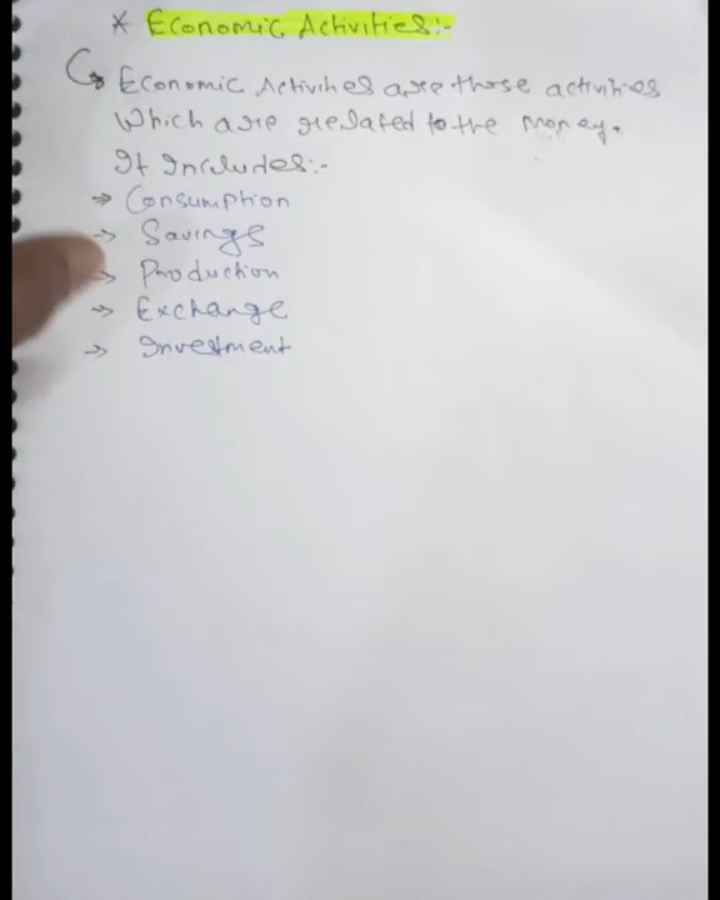 * Economic Activities:-
↳ Economic Activities are those activities
Which are related to the Money.
It Includes:-
→ Consumption
→ Savings
→ Production
→ Exchange
→ Investment